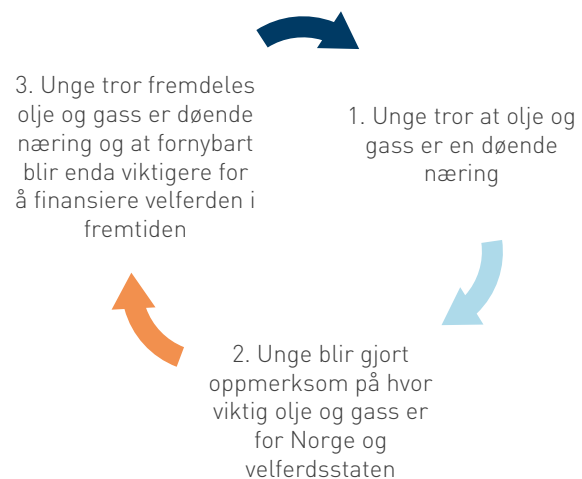 1. Unge tror at olje og
gass er en døende
næring
2. Unge blir gjort
oppmerksom på hvor
viktig olje og gass er
for Norge og
velferdsstaten
3. Unge tror fremdeles
olje og gass er døende
næring og at fornybart
blir enda viktigere for
å finansiere velferden i
fremtiden